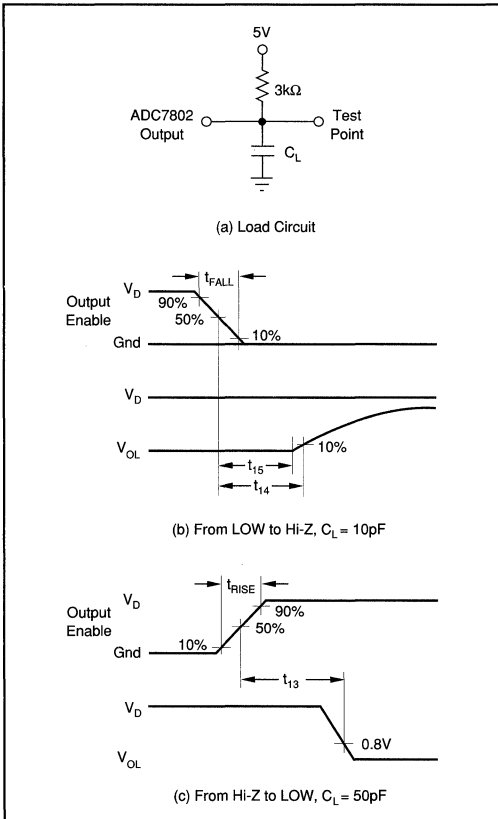 5V
3kΩ
ADC7802 Output
Test Point
C_L
(a) Load Circuit
t_FALL
V_D
Output Enable
90%
50%
10%
Gnd
V_D
V_OL
10%
t_15
t_14
(b) From LOW to Hi-Z, C_L = 10pF
t_RISE
V_D
90%
Output Enable
50%
10%
Gnd
t_13
V_D
0.8V
V_OL
(c) From Hi-Z to LOW, C_L = 50pF